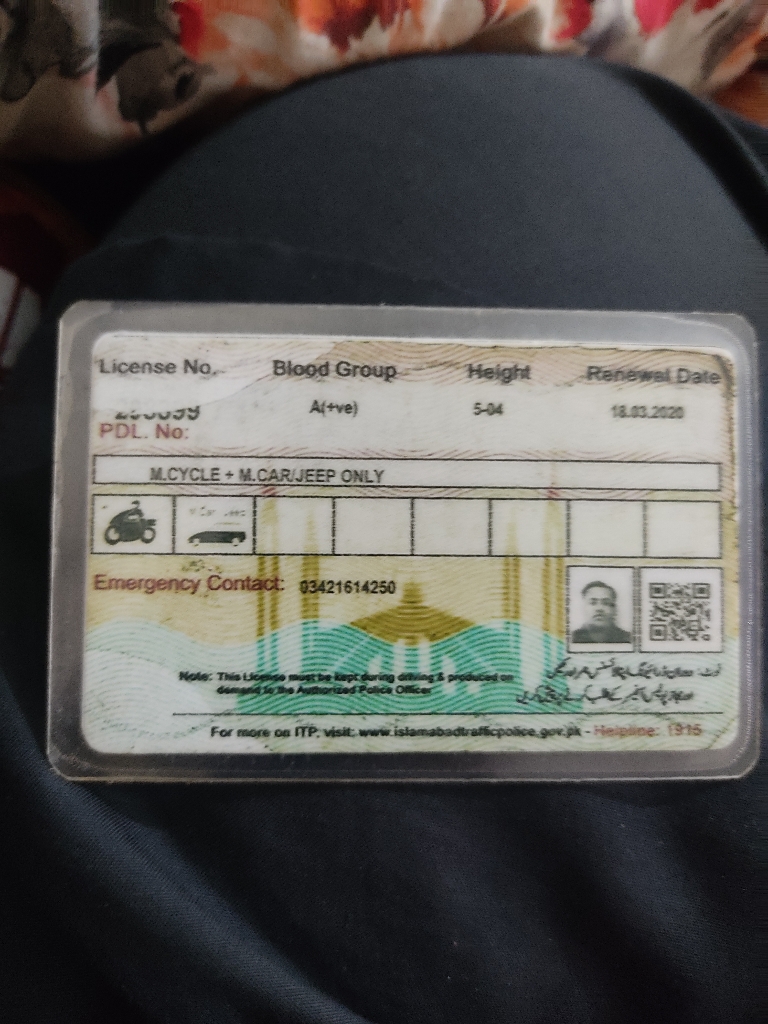 License No. Blood Group Height Renewal Date
A(+ve) 5-04 18.03.2020
PDL. No:
M.CYCLE + M.CAR/JEEP ONLY
M Car Jeep
Emergency Contact: 03421614250
Note: This License must be kept during driving & produced on
demand to the Authorized Police Officer
For more on ITP, visit: www.islamabadtrafficpolice.gov.pk - Helpline: 1915